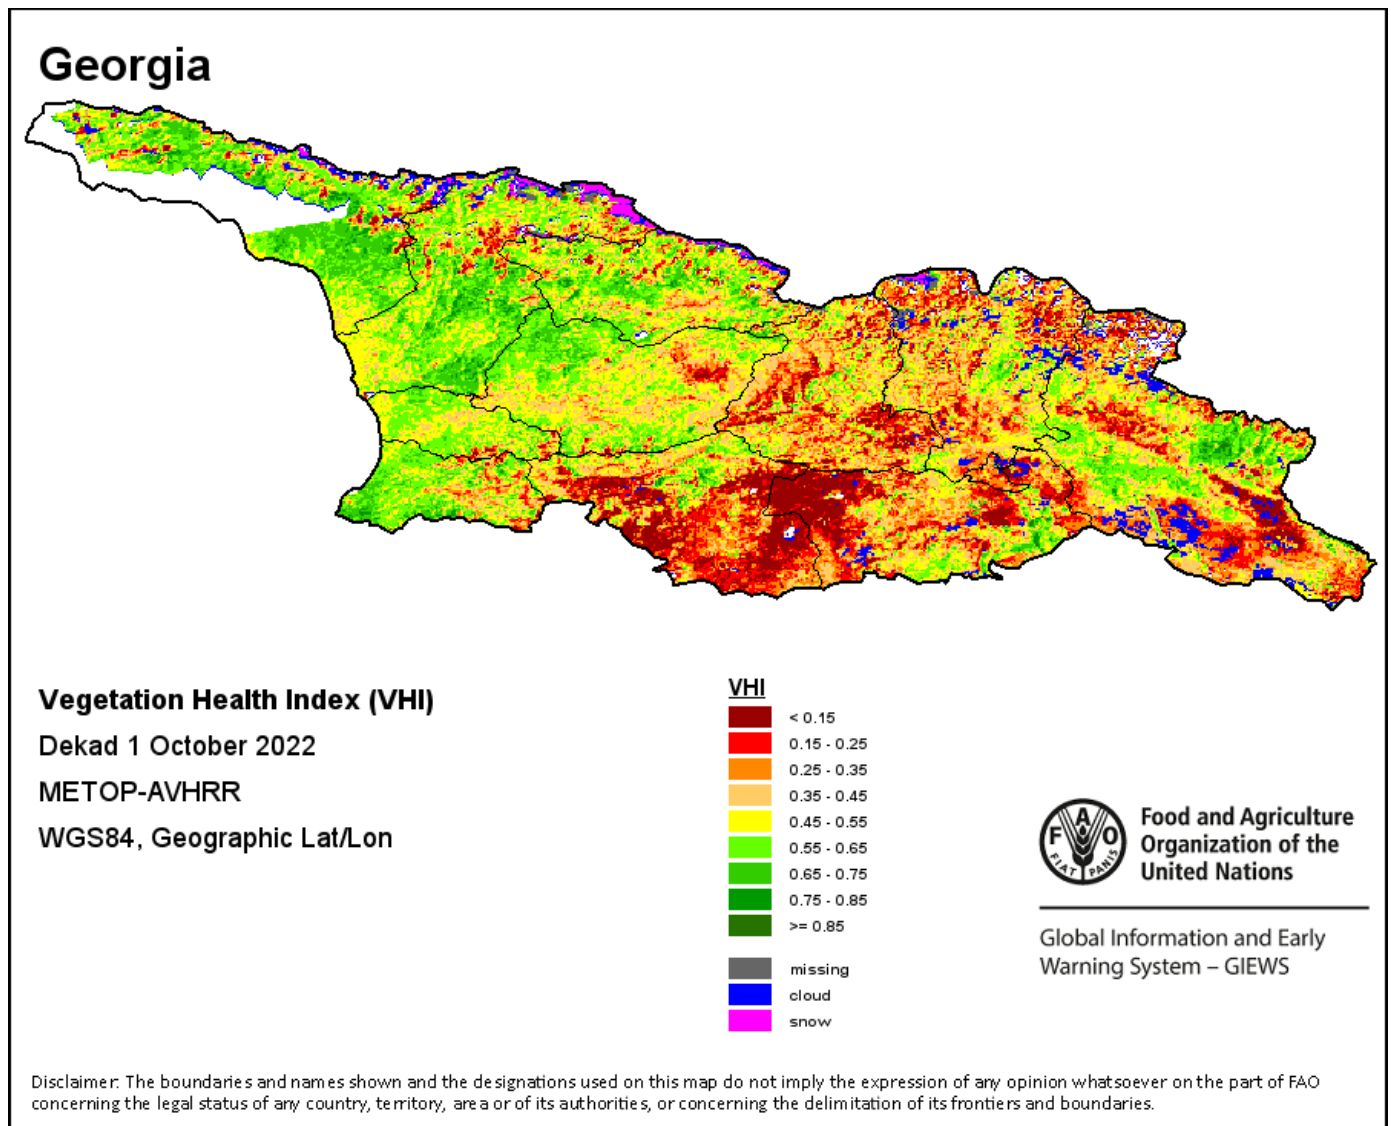 Georgia
Vegetation Health Index (VHI)
Dekad 1 October 2022
METOP-AVHRR
WGS84, Geographic Lat/Lon
VHI
< 0.15
0.15 - 0.25
0.25 - 0.35
0.35 - 0.45
0.45 - 0.55
0.55 - 0.65
0.65 - 0.75
0.75 - 0.85
>= 0.85
missing
cloud
snow
F A O
FIAT PANIS
Food and Agriculture
Organization of the
United Nations
Global Information and Early
Warning System – GIEWS
Disclaimer: The boundaries and names shown and the designations used on this map do not imply the expression of any opinion whatsoever on the part of FAO
concerning the legal status of any country, territory, area or of its authorities, or concerning the delimitation of its frontiers and boundaries.